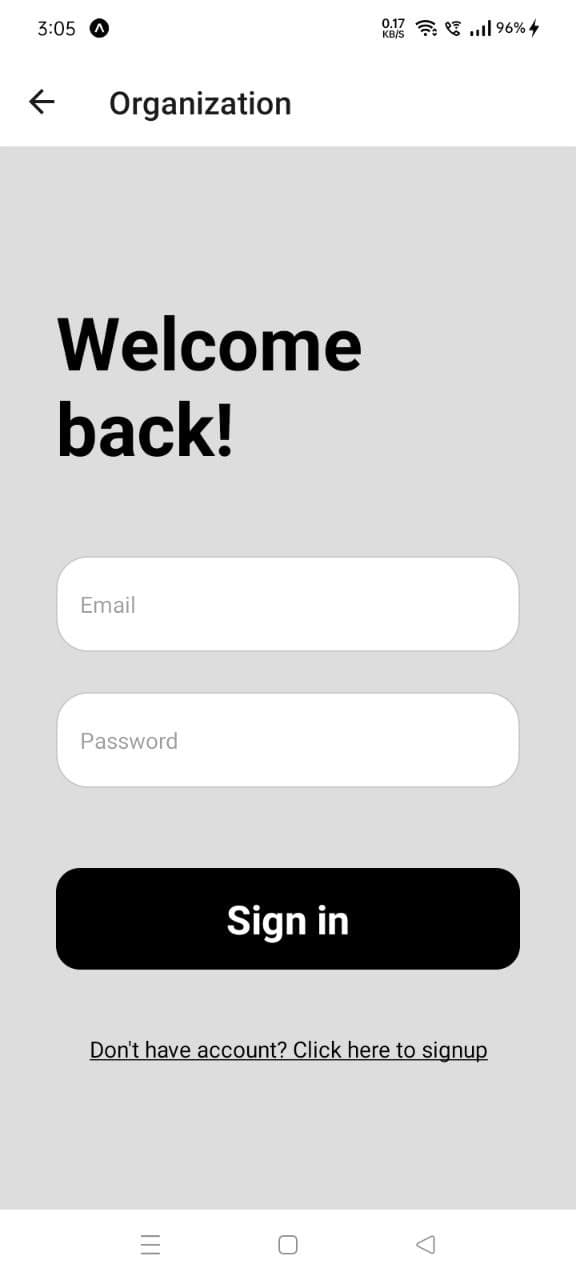 3:05
0.17
KB/S
96%
Organization
Welcome
back!
Email
Password
Sign in
Don't have account? Click here to signup